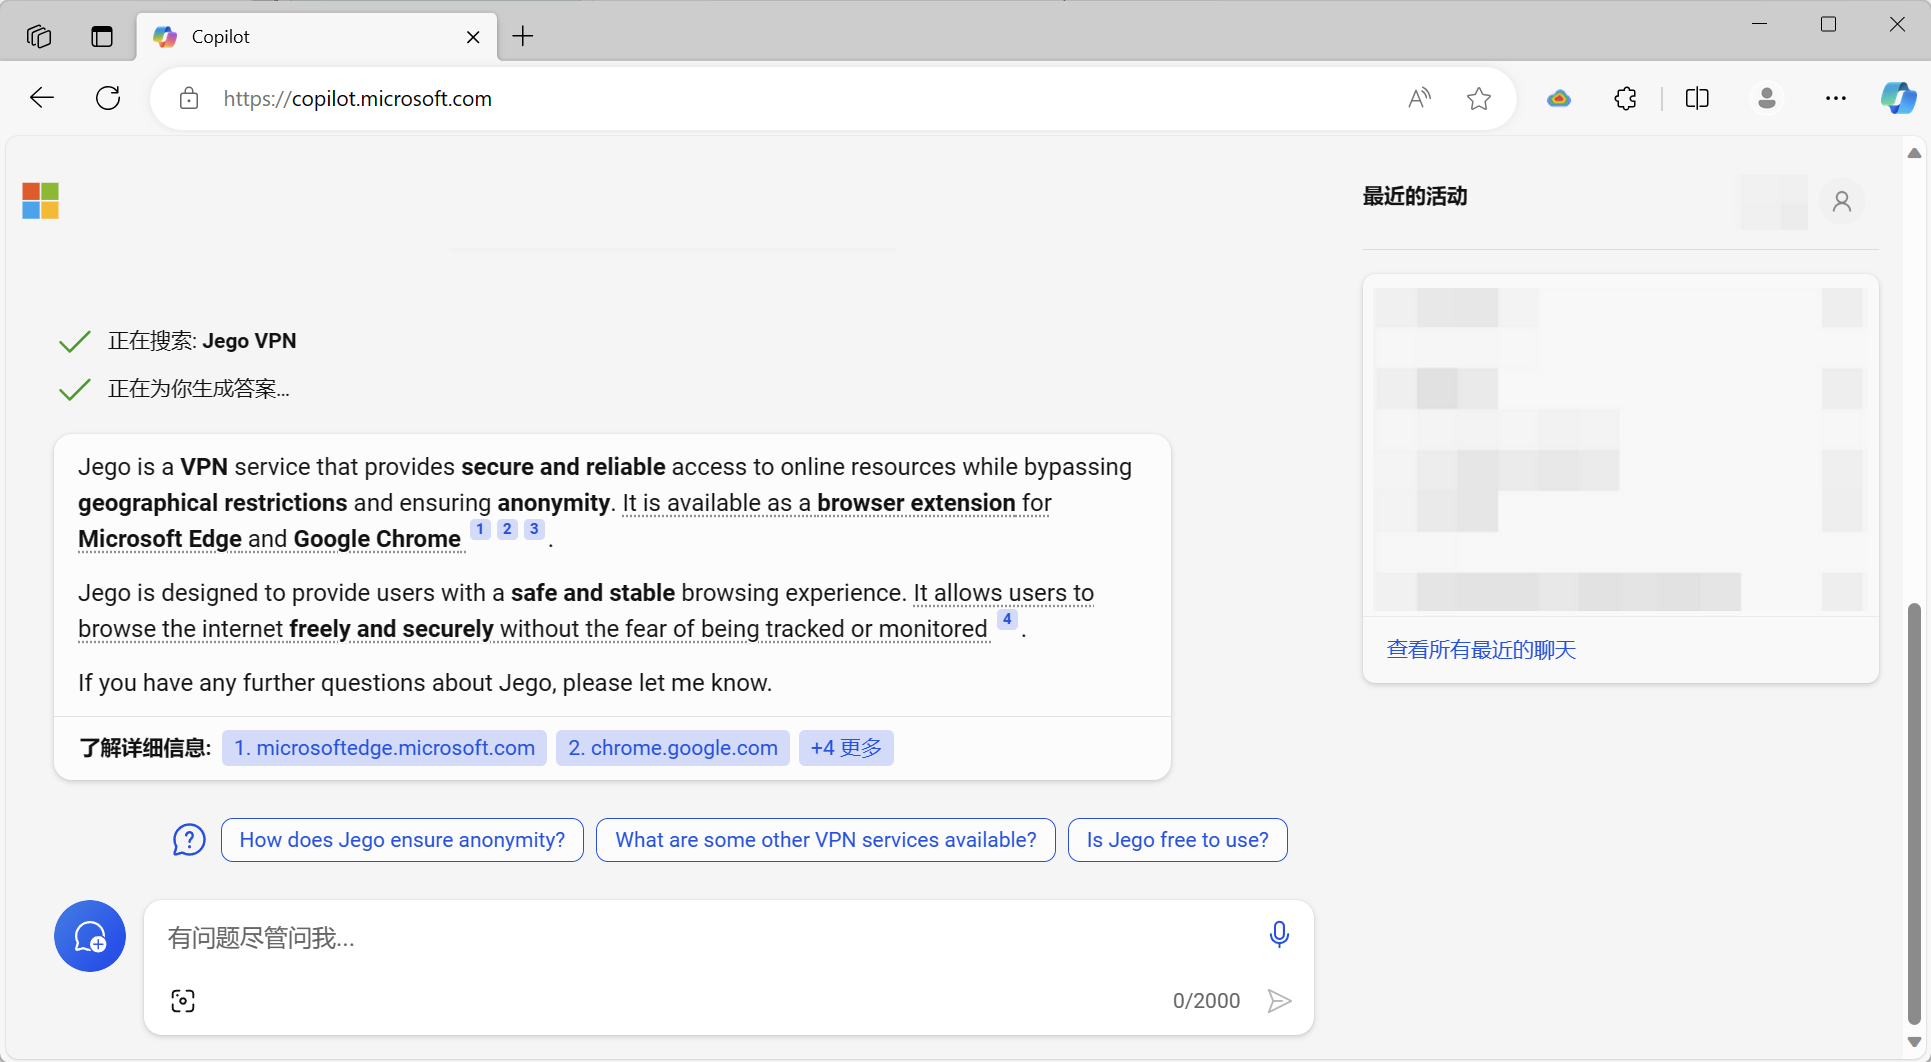 Copilot
https://copilot.microsoft.com
最近的活动
正在搜索: Jego VPN
正在为你生成答案...
Jego is a VPN service that provides secure and reliable access to online resources while bypassing
geographical restrictions and ensuring anonymity. It is available as a browser extension for
Microsoft Edge and Google Chrome 1 2 3 .
Jego is designed to provide users with a safe and stable browsing experience. It allows users to
browse the internet freely and securely without the fear of being tracked or monitored 4 .
If you have any further questions about Jego, please let me know.
了解详细信息: 1. microsoftedge.microsoft.com 2. chrome.google.com +4 更多
查看所有最近的聊天
How does Jego ensure anonymity? What are some other VPN services available? Is Jego free to use?
有问题尽管问我...
0/2000